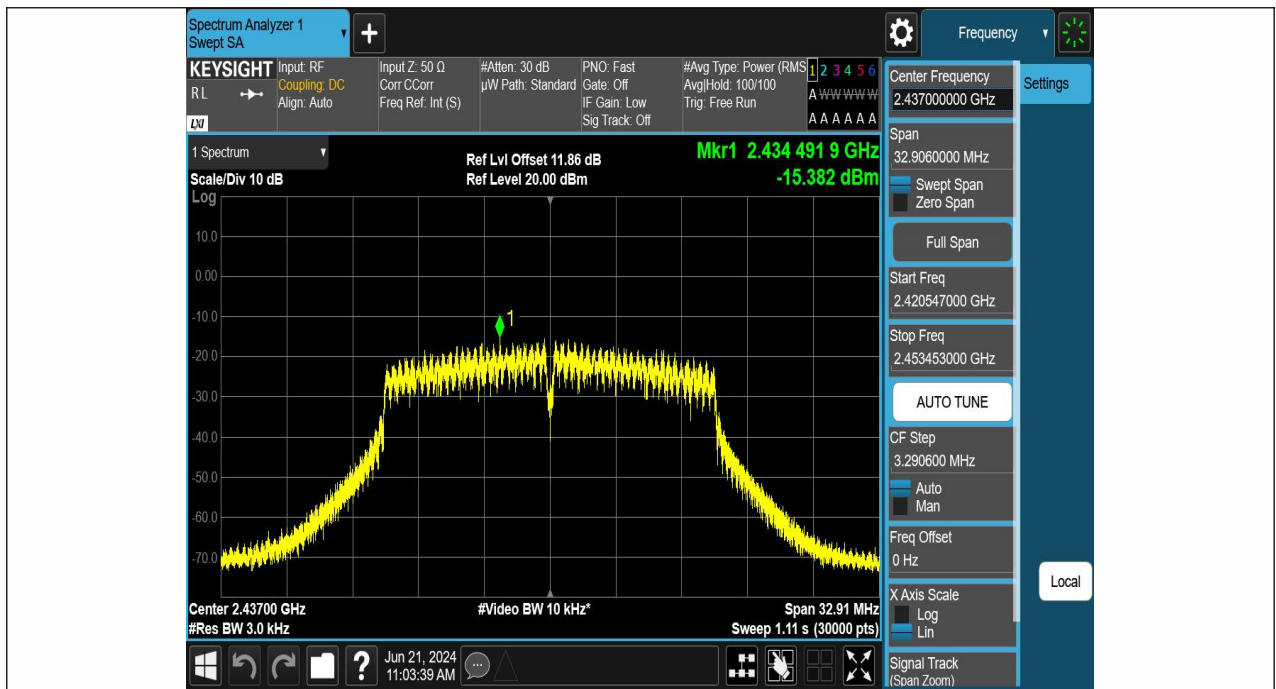 Spectrum Analyzer 1
Swept SA
+
Frequency
KEYSIGHT
R L
LXI
Input: RF
Coupling: DC
Align: Auto
Input Z: 50 Ω
Corr CCorr
Freq Ref: Int (S)
#Atten: 30 dB
µW Path: Standard
PNO: Fast
Gate: Off
IF Gain: Low
Sig Track: Off
#Avg Type: Power (RMS
Avg|Hold: 100/100
Trig: Free Run
1 2 3 4 5 6
A W W W W W
A A A A A A
1 Spectrum
Scale/Div 10 dB
Log
Ref Lvl Offset 11.86 dB
Ref Level 20.00 dBm
Mkr1 2.434 491 9 GHz
-15.382 dBm
10.0
0.00
-10.0
-20.0
-30.0
-40.0
-50.0
-60.0
-70.0
1
Center 2.43700 GHz
#Res BW 3.0 kHz
#Video BW 10 kHz*
Span 32.91 MHz
Sweep 1.11 s (30000 pts)
Center Frequency
2.437000000 GHz
Settings
Span
32.9060000 MHz
Swept Span
Zero Span
Full Span
Start Freq
2.420547000 GHz
Stop Freq
2.453453000 GHz
AUTO TUNE
CF Step
3.290600 MHz
Auto
Man
Freq Offset
0 Hz
X Axis Scale
Log
Lin
Local
Signal Track
(Span Zoom)
?
Jun 21, 2024
11:03:39 AM